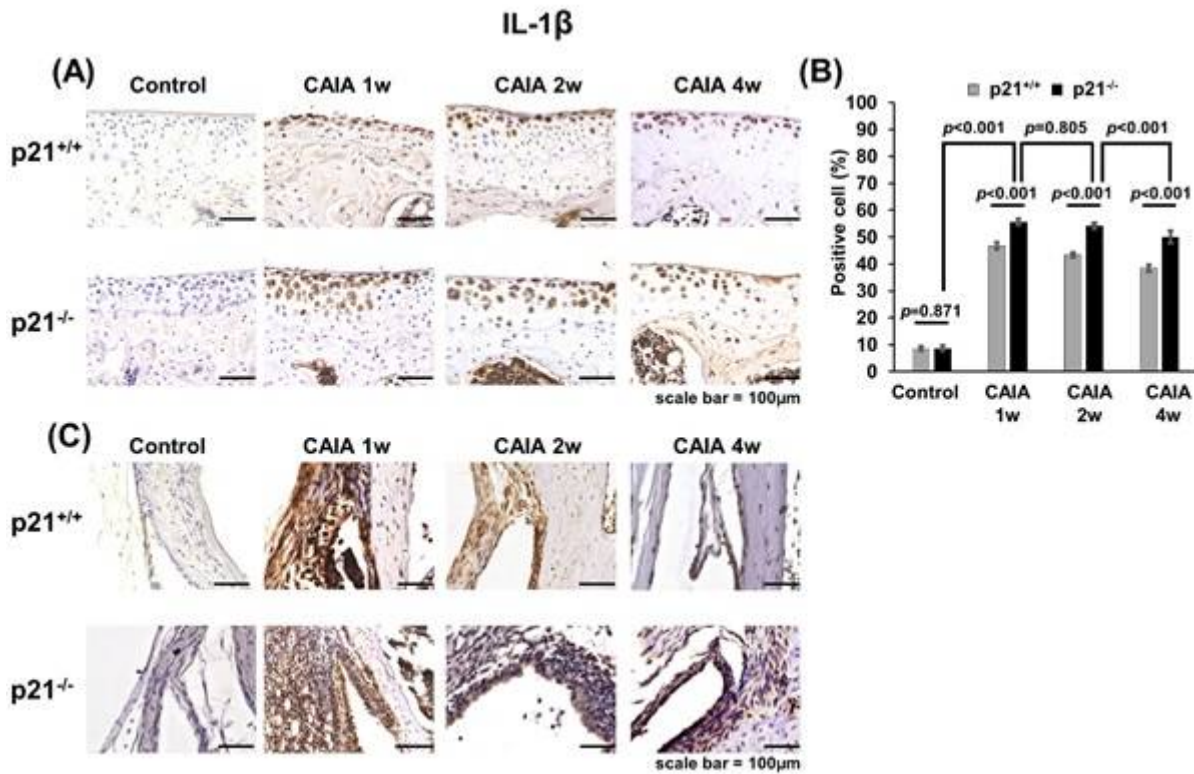 IL-1β
(A)
Control CAIA 1w CAIA 2w CAIA 4w
p21+/+
p21-/-
scale bar = 100μm
(B)
p21+/+ p21-/-
Positive cell (%)
100
90
80
70
60
50
40
30
20
10
0
p<0.001 p=0.805 p<0.001
p<0.001 p<0.001 p<0.001
p=0.871
Control CAIA 1w CAIA 2w CAIA 4w
(C)
Control CAIA 1w CAIA 2w CAIA 4w
p21+/+
p21-/-
scale bar = 100μm